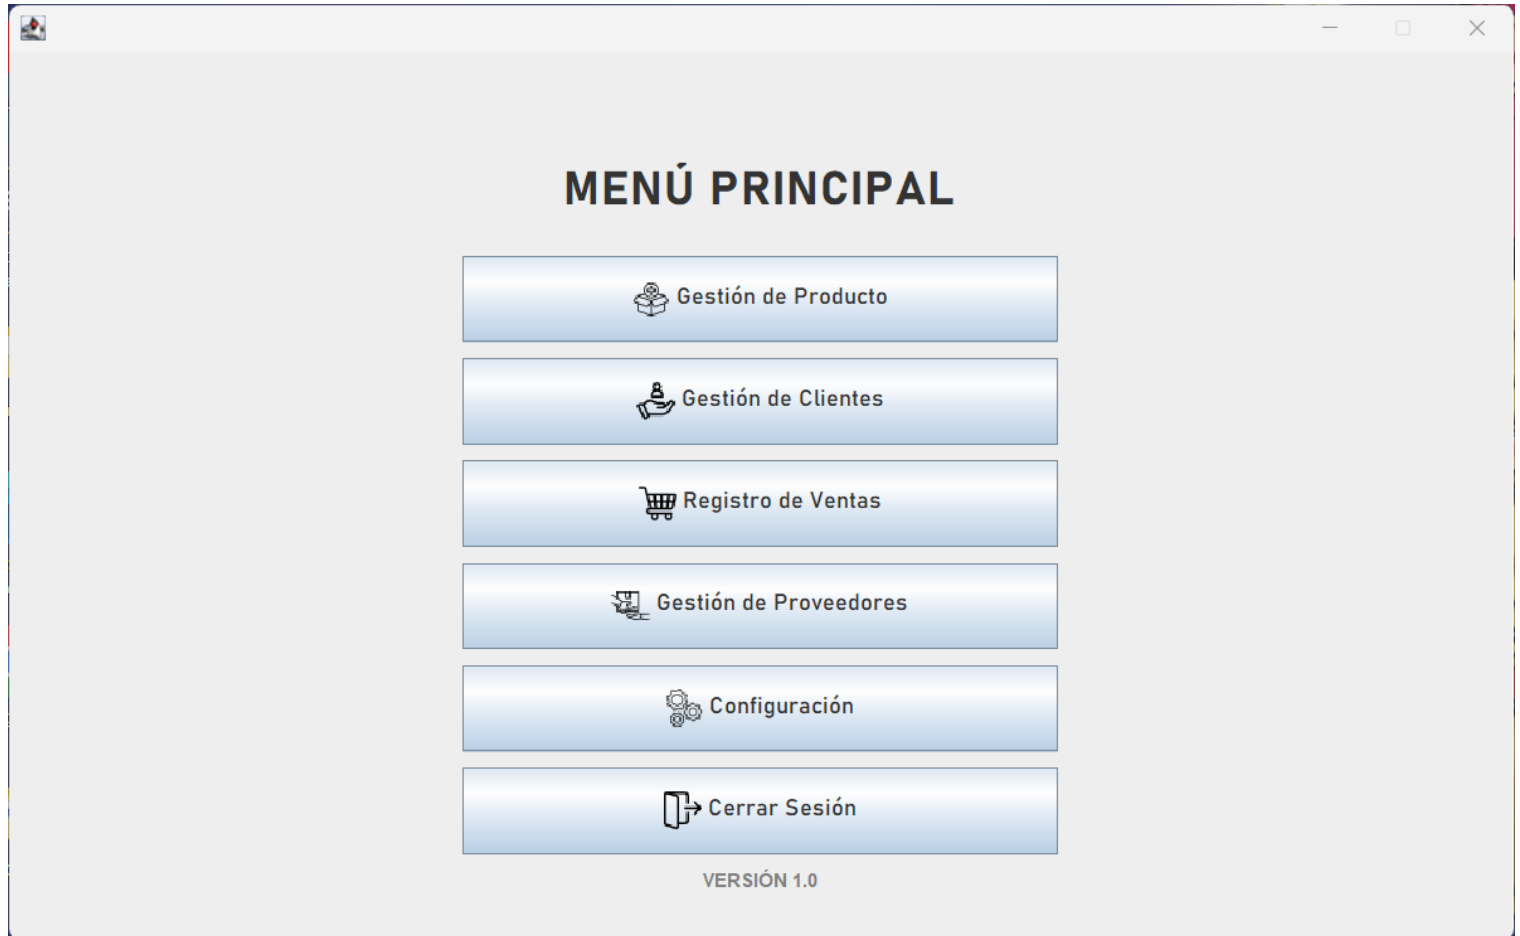 MENÚ PRINCIPAL
Gestión de Producto
Gestión de Clientes
Registro de Ventas
Gestión de Proveedores
Configuración
Cerrar Sesión
VERSIÓN 1.0